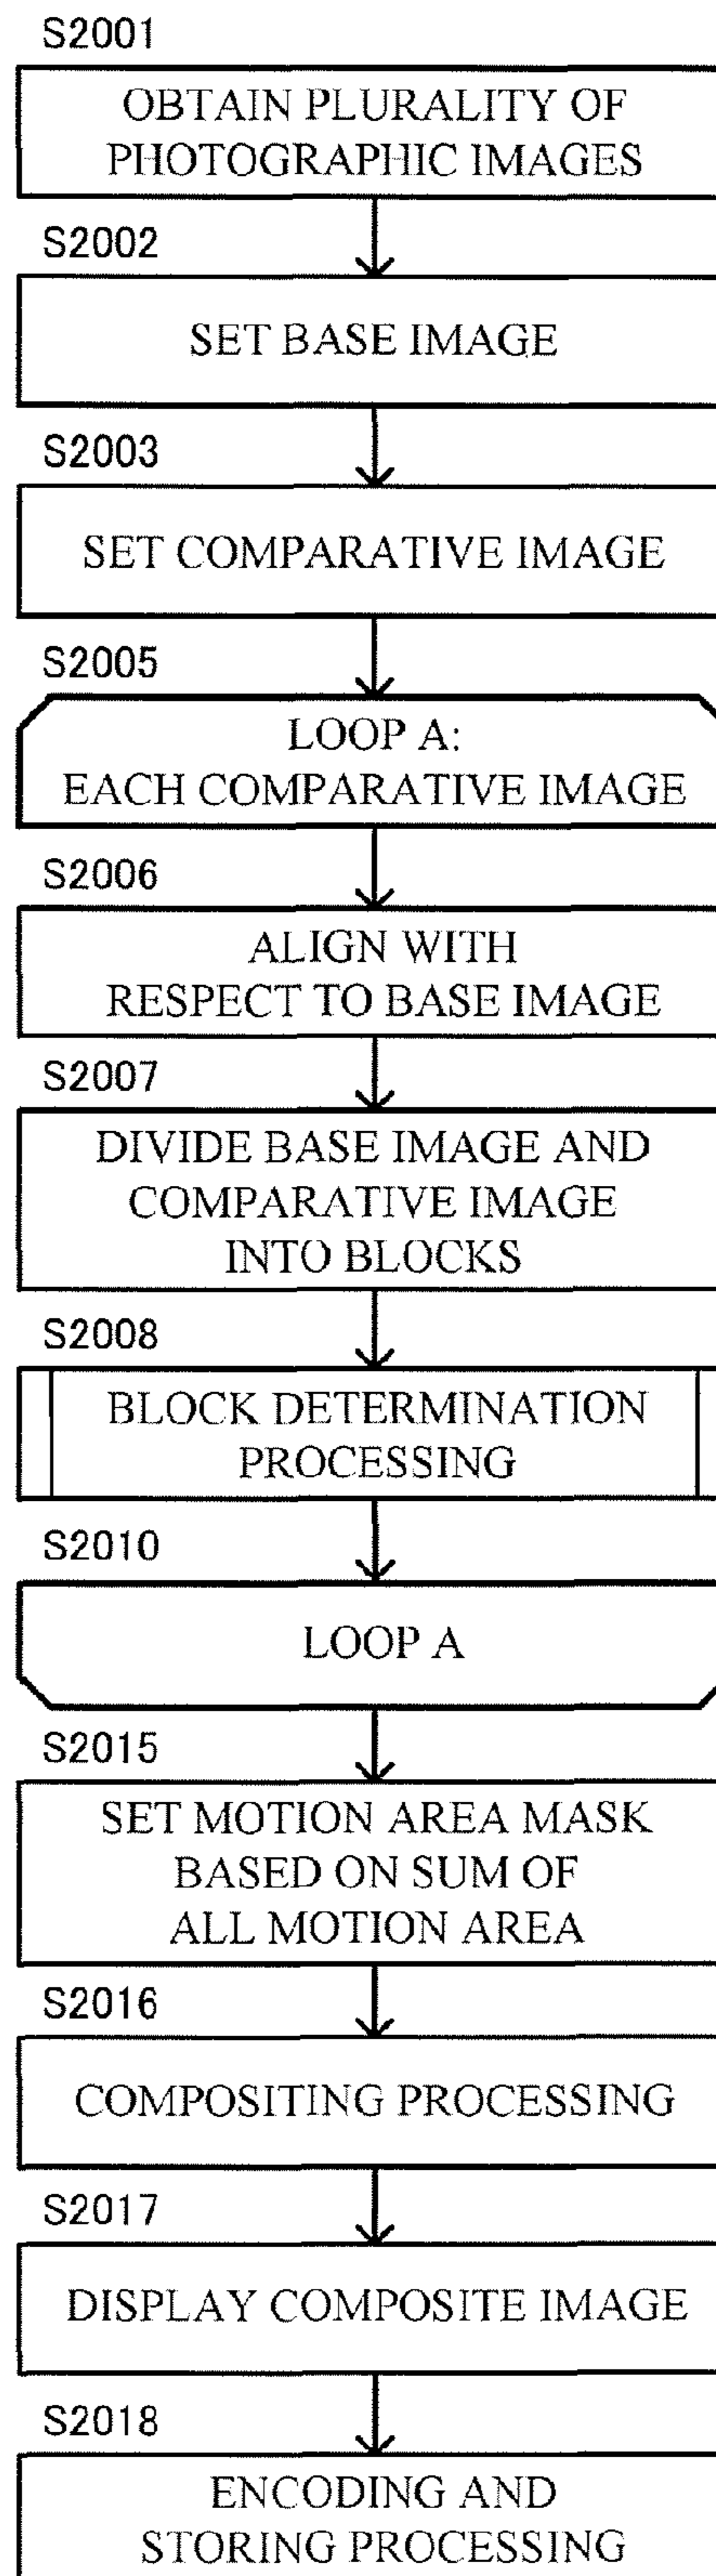 S2001
OBTAIN PLURALITY OF
PHOTOGRAPHIC IMAGES
S2002
SET BASE IMAGE
S2003
SET COMPARATIVE IMAGE
S2005
LOOP A:
EACH COMPARATIVE IMAGE
S2006
ALIGN WITH
RESPECT TO BASE IMAGE
S2007
DIVIDE BASE IMAGE AND
COMPARATIVE IMAGE
INTO BLOCKS
S2008
BLOCK DETERMINATION
PROCESSING
S2010
LOOP A
S2015
SET MOTION AREA MASK
BASED ON SUM OF
ALL MOTION AREA
S2016
COMPOSITING PROCESSING
S2017
DISPLAY COMPOSITE IMAGE
S2018
ENCODING AND
STORING PROCESSING